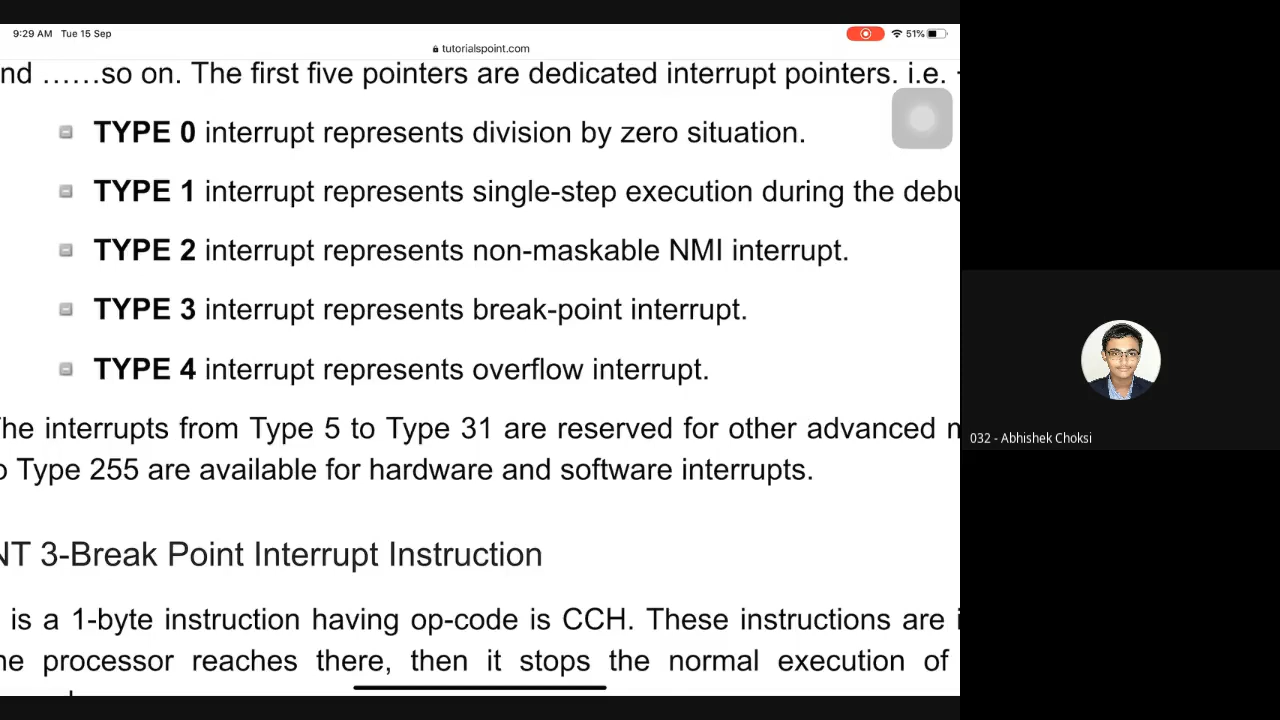 9:29 AM Tue 15 Sep
51%
tutorialspoint.com
nd ......so on. The first five pointers are dedicated interrupt pointers. i.e.
TYPE 0 interrupt represents division by zero situation.
TYPE 1 interrupt represents single-step execution during the debu
TYPE 2 interrupt represents non-maskable NMI interrupt.
TYPE 3 interrupt represents break-point interrupt.
TYPE 4 interrupt represents overflow interrupt.
he interrupts from Type 5 to Type 31 are reserved for other advanced
o Type 255 are available for hardware and software interrupts.
NT 3-Break Point Interrupt Instruction
is a 1-byte instruction having op-code is CCH. These instructions are
he processor reaches there, then it stops the normal execution of
032 - Abhishek Choksi